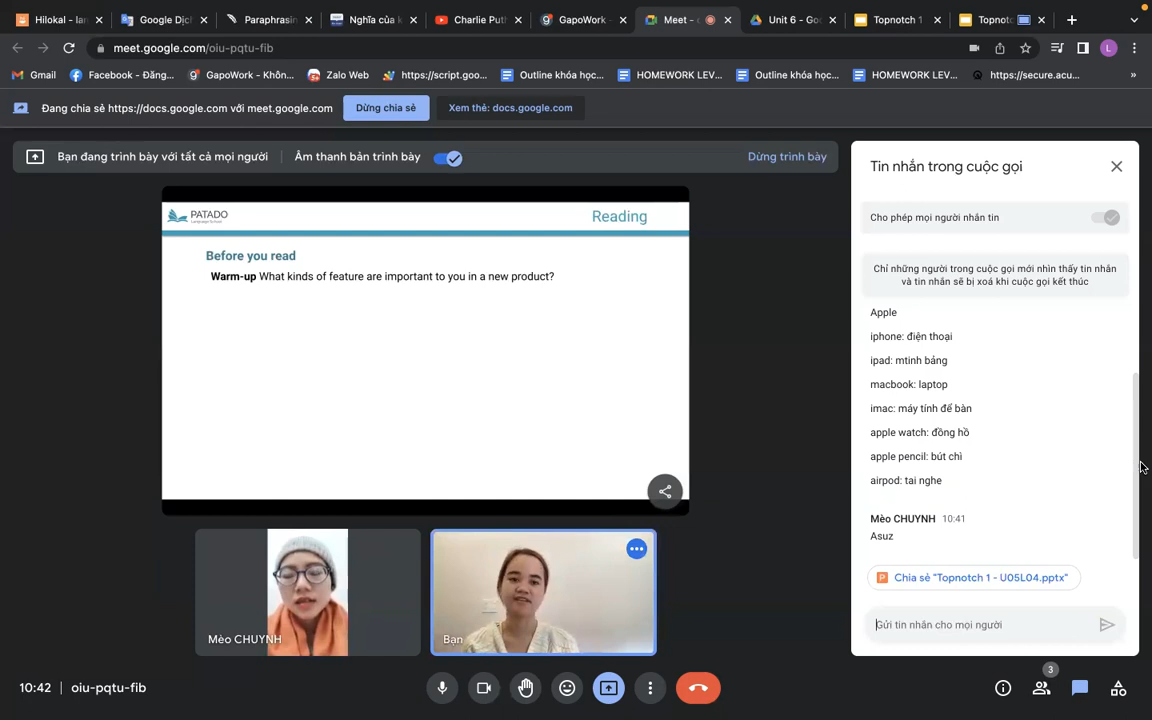 Hilokal - lan
Google Dịch
Paraphrasin
Nghĩa của
Charlie Puth
GapoWork -
Meet -
Unit 6 - Goo
Topnotch 1
Topnot
meet.google.com/oiu-pqtu-fib
L
Gmail
Facebook - Đăng...
GapoWork - Khôn...
Zalo Web
https://script.goo...
Outline khóa học...
HOMEWORK LEV...
Outline khóa học...
HOMEWORK LEV...
https://secure.acu...
»
Đang chia sẻ https://docs.google.com với meet.google.com
Dừng chia sẻ
Xem thẻ: docs.google.com
Bạn đang trình bày với tất cả mọi người
Âm thanh bản trình bày
Dừng trình bày
PATADO
Reading
Before you read
Warm-up What kinds of feature are important to you in a new product?
Mèo CHUYNH
Bạn
Tin nhắn trong cuộc gọi
Cho phép mọi người nhắn tin
Chỉ những người trong cuộc gọi mới nhìn thấy tin nhắn
và tin nhắn sẽ bị xoá khi cuộc gọi kết thúc
Apple
iphone: điện thoại
ipad: mtinh bảng
macbook: laptop
imac: máy tính để bàn
apple watch: đồng hồ
apple pencil: bút chì
airpod: tai nghe
Mèo CHUYNH 10:41
Asuz
Chia sẻ "Topnotch 1 - U05L04.pptx"
Gửi tin nhắn cho mọi người
10:42 | oiu-pqtu-fib
3